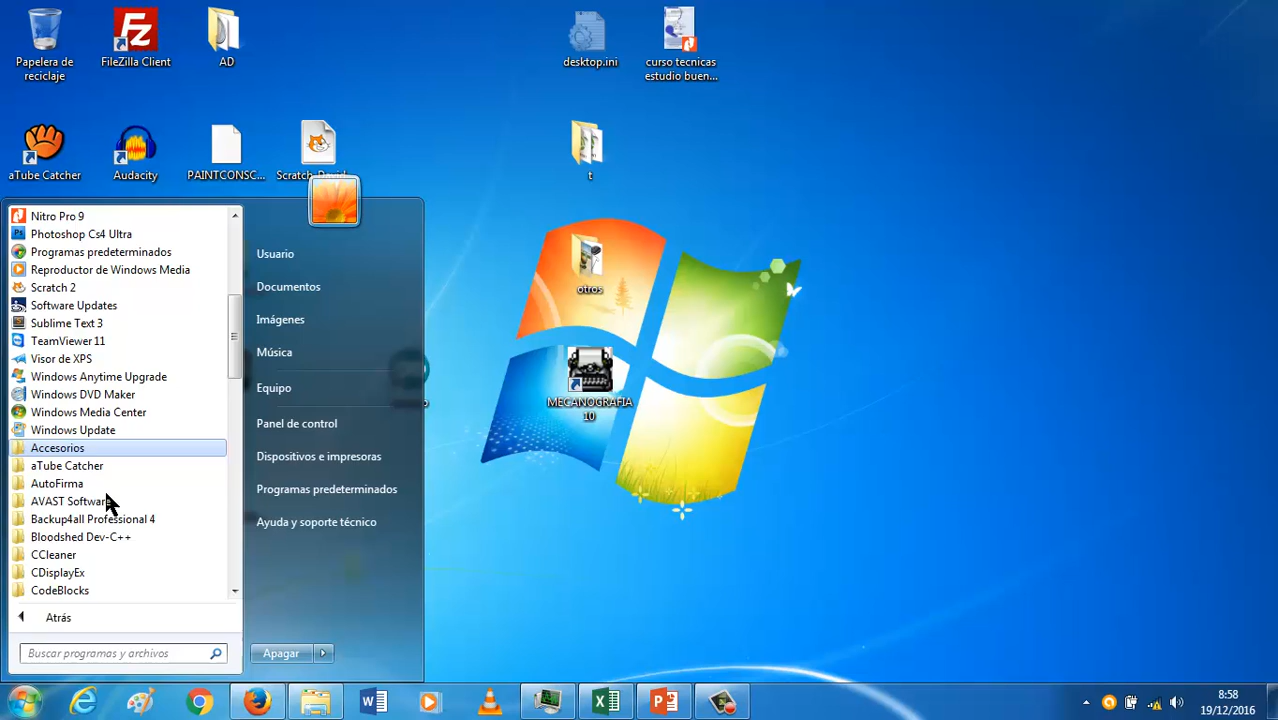 Papelera de
reciclaje
FileZilla Client
AD
desktop.ini
curso tecnicas
estudio buen...
aTube Catcher
Audacity
PAINTCONSC...
Scratch
t
otros
MECANOGRAFIA
10
Nitro Pro 9
Photoshop Cs4 Ultra
Programas predeterminados
Reproductor de Windows Media
Scratch 2
Software Updates
Sublime Text 3
TeamViewer 11
Visor de XPS
Windows Anytime Upgrade
Windows DVD Maker
Windows Media Center
Windows Update
Accesorios
aTube Catcher
AutoFirma
AVAST Software
Backup4all Professional 4
Bloodshed Dev-C++
CCleaner
CDisplayEx
CodeBlocks
Atrás
Buscar programas y archivos
Usuario
Documentos
Imágenes
Música
Equipo
Panel de control
Dispositivos e impresoras
Programas predeterminados
Ayuda y soporte técnico
Apagar
8:58
19/12/2016